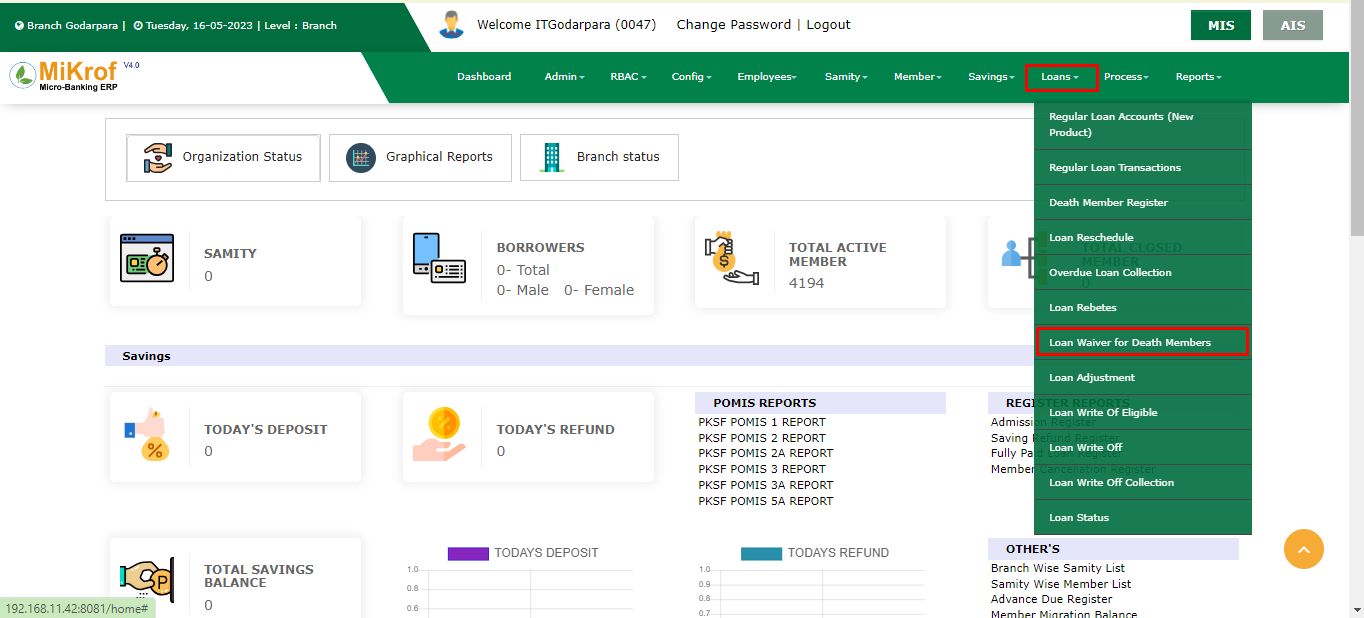 Branch Godarpara | Tuesday, 16-05-2023 | Level : Branch
Welcome ITGodarpara (0047) Change Password | Logout
MIS AIS
MiKrof V4.0
Micro-Banking ERP
Dashboard Admin RBAC Config Employees Samity Member Savings Loans Process Reports
Regular Loan Accounts (New
Product)
Regular Loan Transactions
Death Member Register
Loan Reschedule
Overdue Loan Collection
Loan Rebetes
Loan Waiver for Death Members
Loan Adjustment
Loan Write Of Eligible
Loan Write Off
Loan Write Off Collection
Loan Status
Organization Status Graphical Reports Branch status
SAMITY
0
BORROWERS
0- Total
0- Male 0- Female
TOTAL ACTIVE
MEMBER
4194
TOTAL CLOSED
MEMBER
0
Savings
TODAY'S DEPOSIT
0
TODAY'S REFUND
0
POMIS REPORTS
PKSF POMIS 1 REPORT
PKSF POMIS 2 REPORT
PKSF POMIS 2A REPORT
PKSF POMIS 3 REPORT
PKSF POMIS 3A REPORT
PKSF POMIS 5A REPORT
REGISTER REPORTS
Admission Register
Saving Refund Register
Fully Paid Loan Register
Member Cancellation Register
TOTAL SAVINGS
BALANCE
0
TODAYS DEPOSIT
1.0
0.8
0.6
TODAYS REFUND
1.0
0.9
0.8
0.7
OTHER'S
Branch Wise Samity List
Samity Wise Member List
Advance Due Register
Member Migration Balance
192.168.11.42:8081/home#